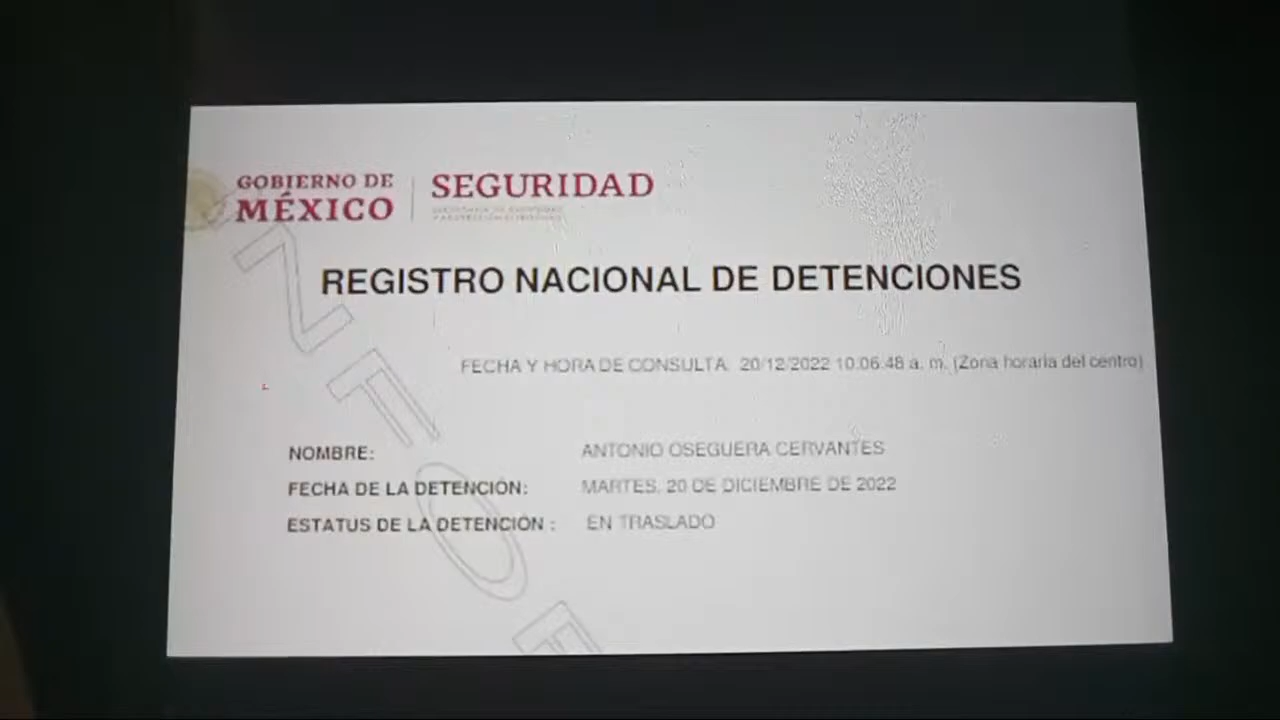 GOBIERNO DE
MÉXICO
SEGURIDAD
REGISTRO NACIONAL DE DETENCIONES
FECHA Y HORA DE CONSULTA: 20/12/2022 10:06:48 a. m. (Zona horaria del centro)
NOMBRE: ANTONIO OSEGUERA CERVANTES
FECHA DE LA DETENCIÓN: MARTES, 20 DE DICIEMBRE DE 2022
ESTATUS DE LA DETENCIÓN : EN TRASLADO